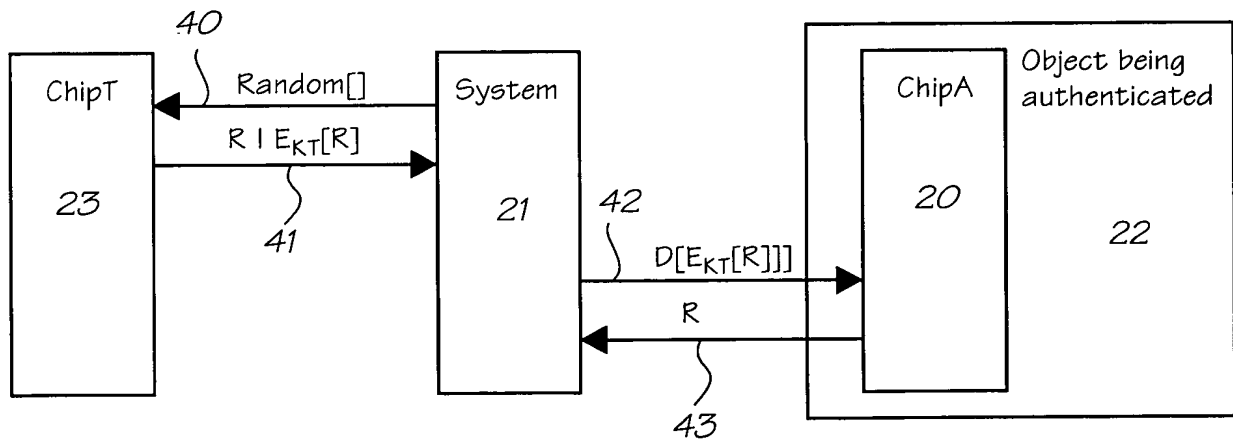 40
ChipT
Random[]
System
ChipA
Object being
authenticated
R | E_KT[R]
23
41
21
42
20
22
D[E_KT[R]]]
R
43